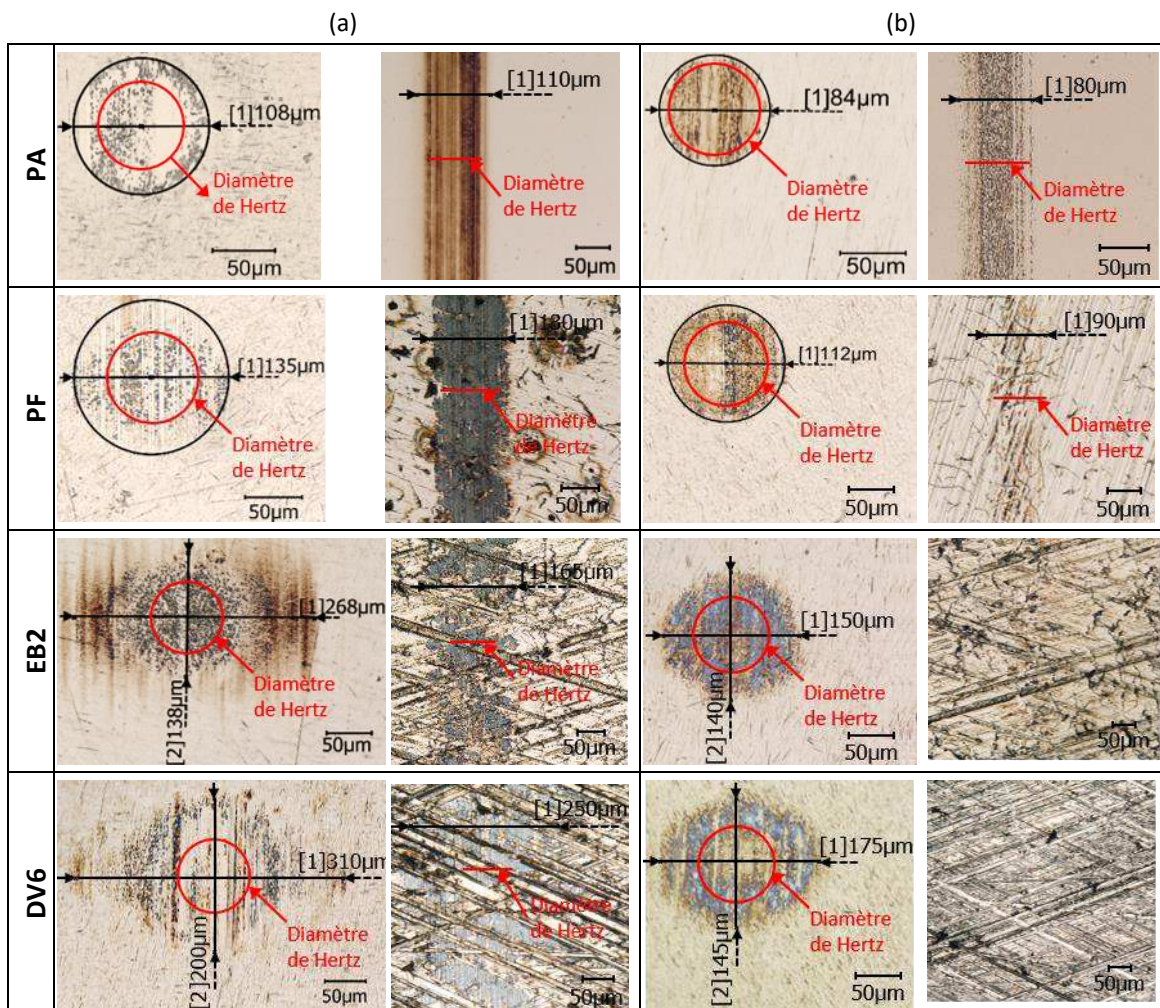 (a)
(b)
PA
[1]108µm
Diamètre
de Hertz
50µm
[1]110µm
Diamètre
de Hertz
50µm
[1]84µm
Diamètre
de Hertz
50µm
[1]80µm
Diamètre
de Hertz
50µm
PF
[1]135µm
Diamètre
de Hertz
50µm
[1]180µm
Diamètre
de Hertz
50µm
[1]112µm
Diamètre
de Hertz
50µm
[1]90µm
Diamètre
de Hertz
50µm
EB2
[1]268µm
[2]138µm
Diamètre
de Hertz
50µm
[1]165µm
Diamètre
de Hertz
50µm
[1]150µm
[2]140µm
Diamètre
de Hertz
50µm
50µm
DV6
[1]310µm
[2]200µm
Diamètre
de Hertz
50µm
[1]250µm
Diamètre
de Hertz
50µm
[1]175µm
[2]145µm
Diamètre
de Hertz
50µm
50µm